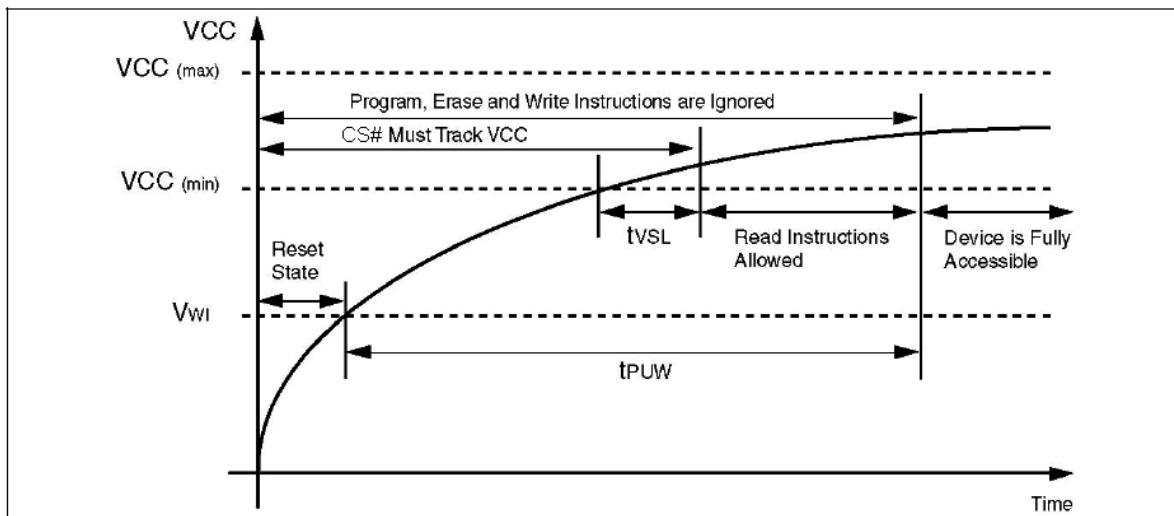 VCC
VCC (max)
Program, Erase and Write Instructions are Ignored
CS# Must Track VCC
VCC (min)
tVSL
Read Instructions
Allowed
Device is Fully
Accessible
Reset
State
VWI
tPUW
Time